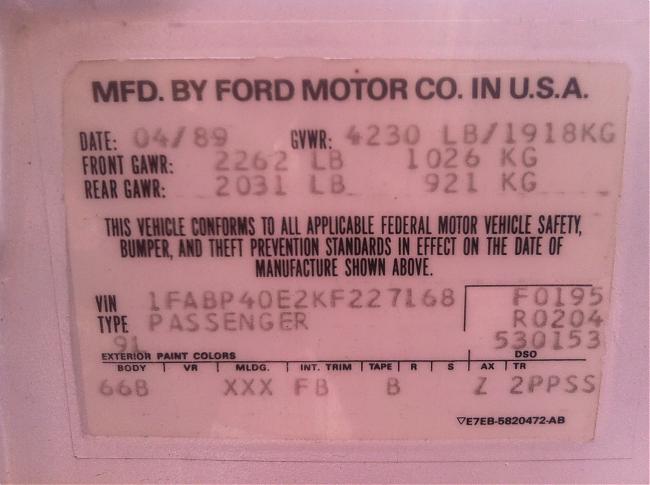 MFD. BY FORD MOTOR CO. IN U.S.A.
DATE: 04/89 GVWR: 4230 LB/1918KG
FRONT GAWR: 2262 LB 1026 KG
REAR GAWR: 2031 LB 921 KG
THIS VEHICLE CONFORMS TO ALL APPLICABLE FEDERAL MOTOR VEHICLE SAFETY,
BUMPER, AND THEFT PREVENTION STANDARDS IN EFFECT ON THE DATE OF
MANUFACTURE SHOWN ABOVE.
VIN 1FABP40E2KF227168 F0195
TYPE PASSENGER R0204
91 530153
EXTERIOR PAINT COLORS DSO
BODY | VR | MLDG. | INT. TRIM | TAPE | R | S | AX | TR
66B XXX FB B Z 2PPSS
▽E7EB-5820472-AB